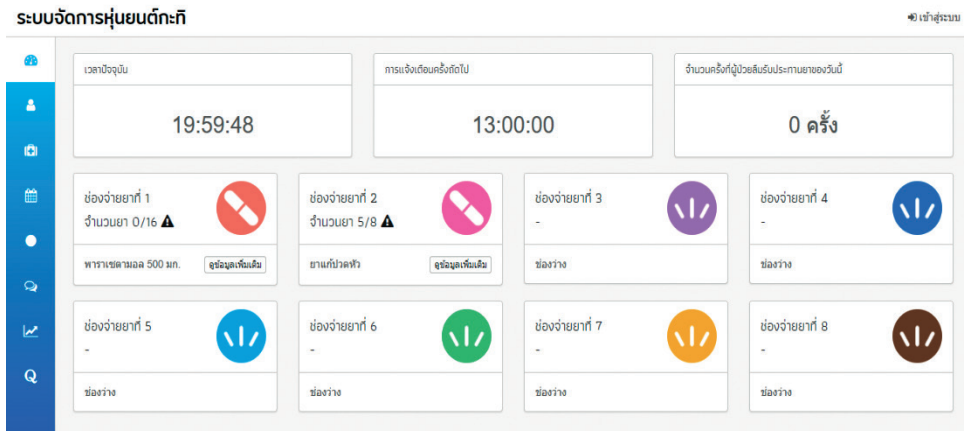 ระบบจัดการหุ่นยนต์กะทิ
เข้าสู่ระบบ
เวลาปัจจุบัน
19:59:48
การแจ้งเตือนครั้งถัดไป
13:00:00
จำนวนครั้งที่ผู้ป่วยลืมรับประทานยาของวันนี้
0 ครั้ง
ช่องจ่ายยาที่ 1
จำนวนยา 0/16
พาราเซตามอล 500 มก.
ดูข้อมูลเพิ่มเติม
ช่องจ่ายยาที่ 2
จำนวนยา 5/8
ยาแก้ปวดหัว
ดูข้อมูลเพิ่มเติม
ช่องจ่ายยาที่ 3
-
ช่องว่าง
ช่องจ่ายยาที่ 4
-
ช่องว่าง
ช่องจ่ายยาที่ 5
-
ช่องว่าง
ช่องจ่ายยาที่ 6
-
ช่องว่าง
ช่องจ่ายยาที่ 7
-
ช่องว่าง
ช่องจ่ายยาที่ 8
-
ช่องว่าง
Q